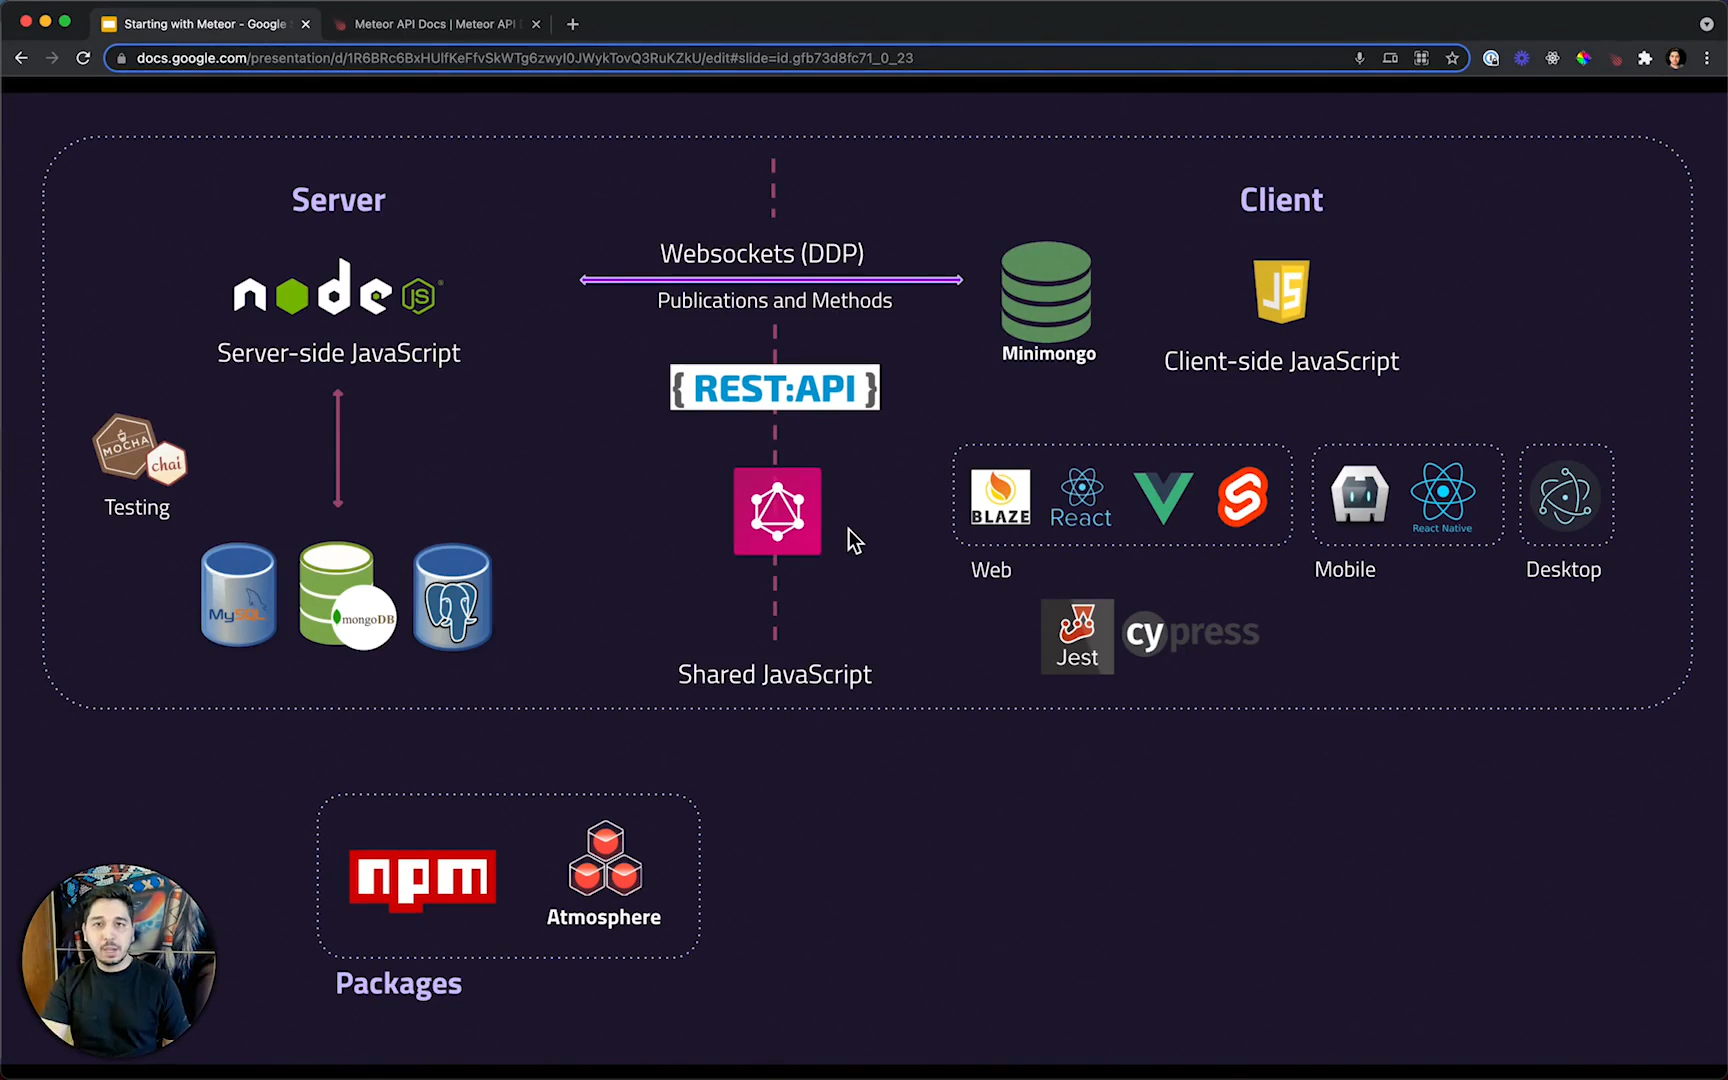 Starting with Meteor - Google
Meteor API Docs | Meteor API
docs.google.com/presentation/d/1R6BRc6BxHUlfKeFfvSkWTg6zwyI0JWykTovQ3RuKZkU/edit#slide=id.gfb73d8fc71_0_23
Server
Client
node
JS
Server-side JavaScript
Websockets (DDP)
Publications and Methods
Minimongo
JS
Client-side JavaScript
{ REST:API }
MOCHA
chai
Testing
BLAZE
React
React Native
Web
Mobile
Desktop
MySQL
mongoDB
Jest
cypress
Shared JavaScript
npm
Atmosphere
Packages